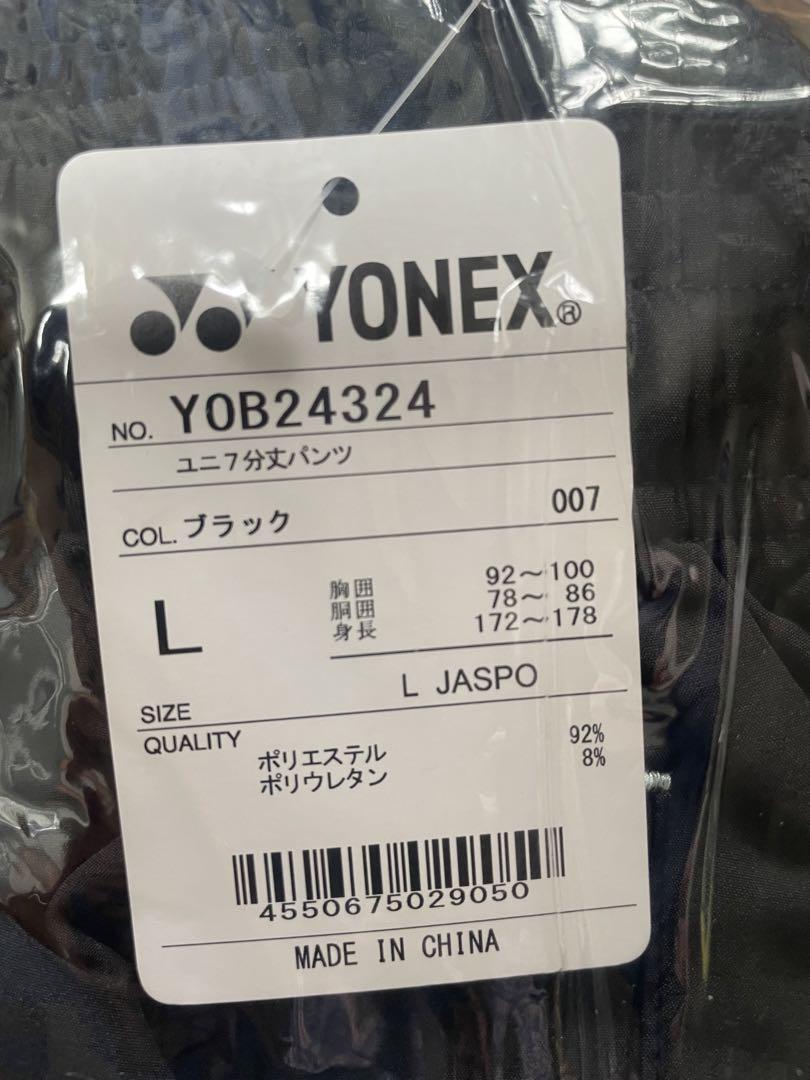 YONEX®
NO. YOB24324
ユニ7分丈パンツ
COL. ブラック 007
L
胸囲 92～100
胴囲 78～ 86
身長 172～178
SIZE L JASPO
QUALITY
ポリエステル 92%
ポリウレタン 8%
4550675029050
MADE IN CHINA